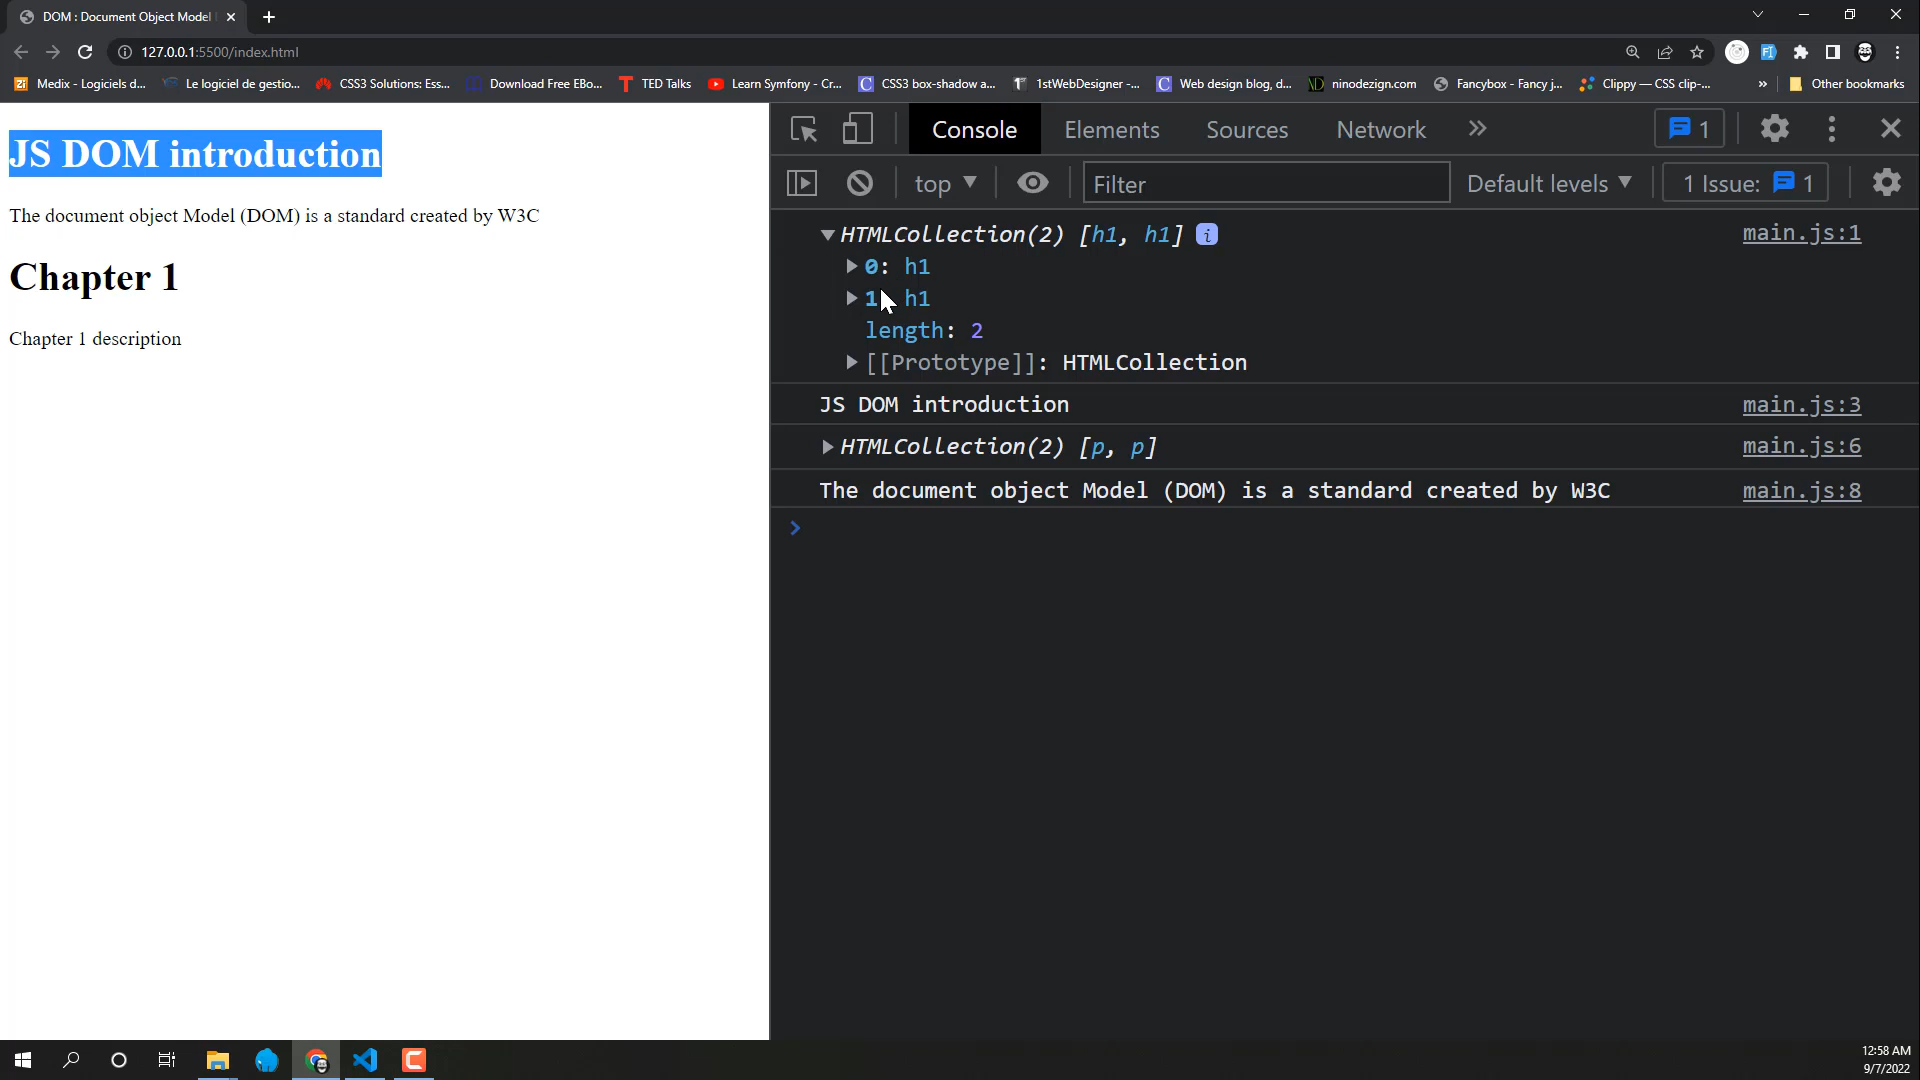 DOM : Document Object Model
127.0.0.1:5500/index.html
Medix - Logiciels d...
Le logiciel de gestio...
CSS3 Solutions: Ess...
Download Free EBo...
TED Talks
Learn Symfony - Cr...
CSS3 box-shadow a...
1stWebDesigner -...
Web design blog, d...
ninodezign.com
Fancybox - Fancy j...
Clippy — CSS clip-...
»
Other bookmarks
JS DOM introduction
The document object Model (DOM) is a standard created by W3C
Chapter 1
Chapter 1 description
Console Elements Sources Network » 1
top Filter Default levels 1 Issue: 1
HTMLCollection(2) [h1, h1] i main.js:1
0: h1
1 h1
length: 2
[[Prototype]]: HTMLCollection
JS DOM introduction main.js:3
HTMLCollection(2) [p, p] main.js:6
The document object Model (DOM) is a standard created by W3C main.js:8
12:58 AM
9/7/2022